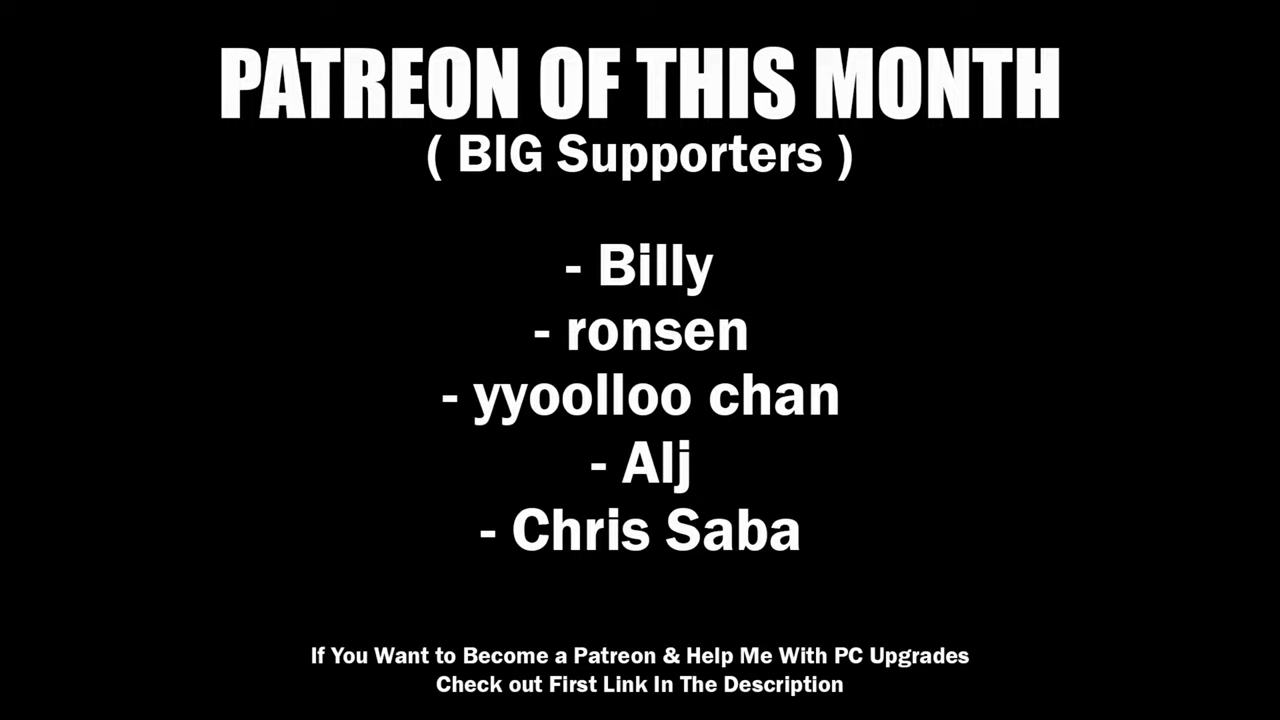 PATREON OF THIS MONTH
( BIG Supporters )
- Billy
- ronsen
- yyoolloo chan
- Alj
- Chris Saba
If You Want to Become a Patreon & Help Me With PC Upgrades
Check out First Link In The Description